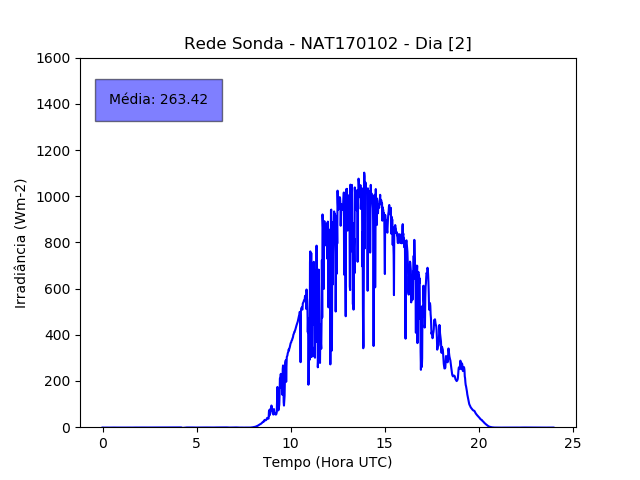 Rede Sonda - NAT170102 - Dia [2]
1600
1400
1200
1000
800
600
400
200
0
Média: 263.42
Irradiância (Wm-2)
0 5 10 15 20 25
Tempo (Hora UTC)